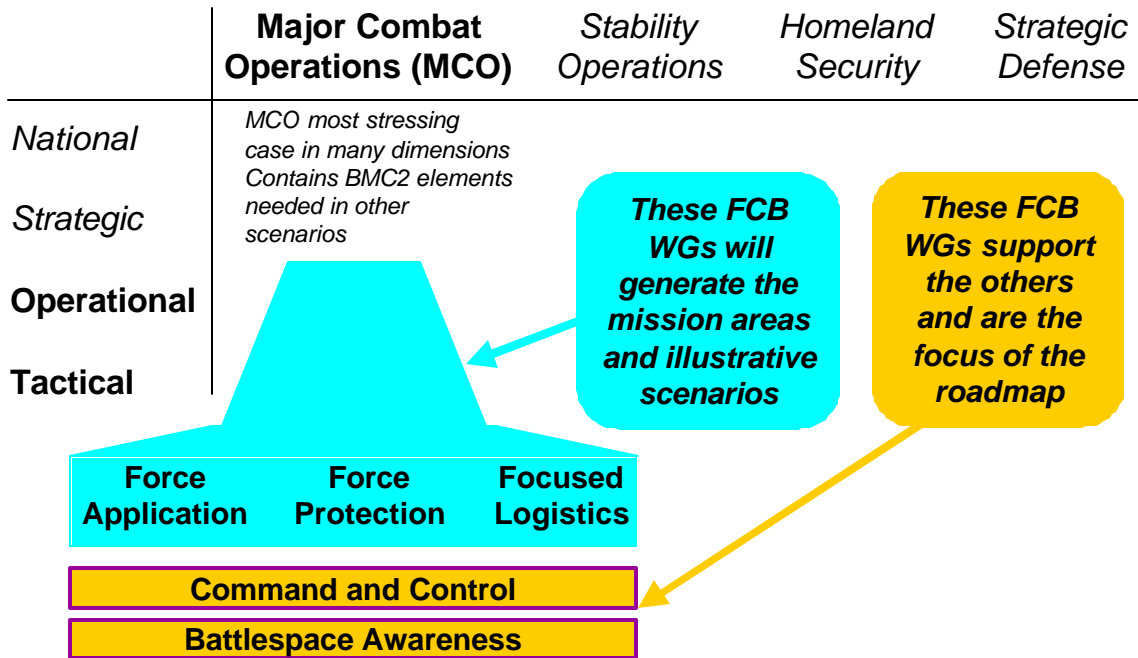 Major Combat
Operations (MCO)
Stability
Operations
Homeland
Security
Strategic
Defense
National
Strategic
Operational
Tactical
MCO most stressing
case in many dimensions
Contains BMC2 elements
needed in other
scenarios
These FCB
WGs will
generate the
mission areas
and illustrative
scenarios
These FCB
WGs support
the others
and are the
focus of the
roadmap
Force
Application
Force
Protection
Focused
Logistics
Command and Control
Battlespace Awareness